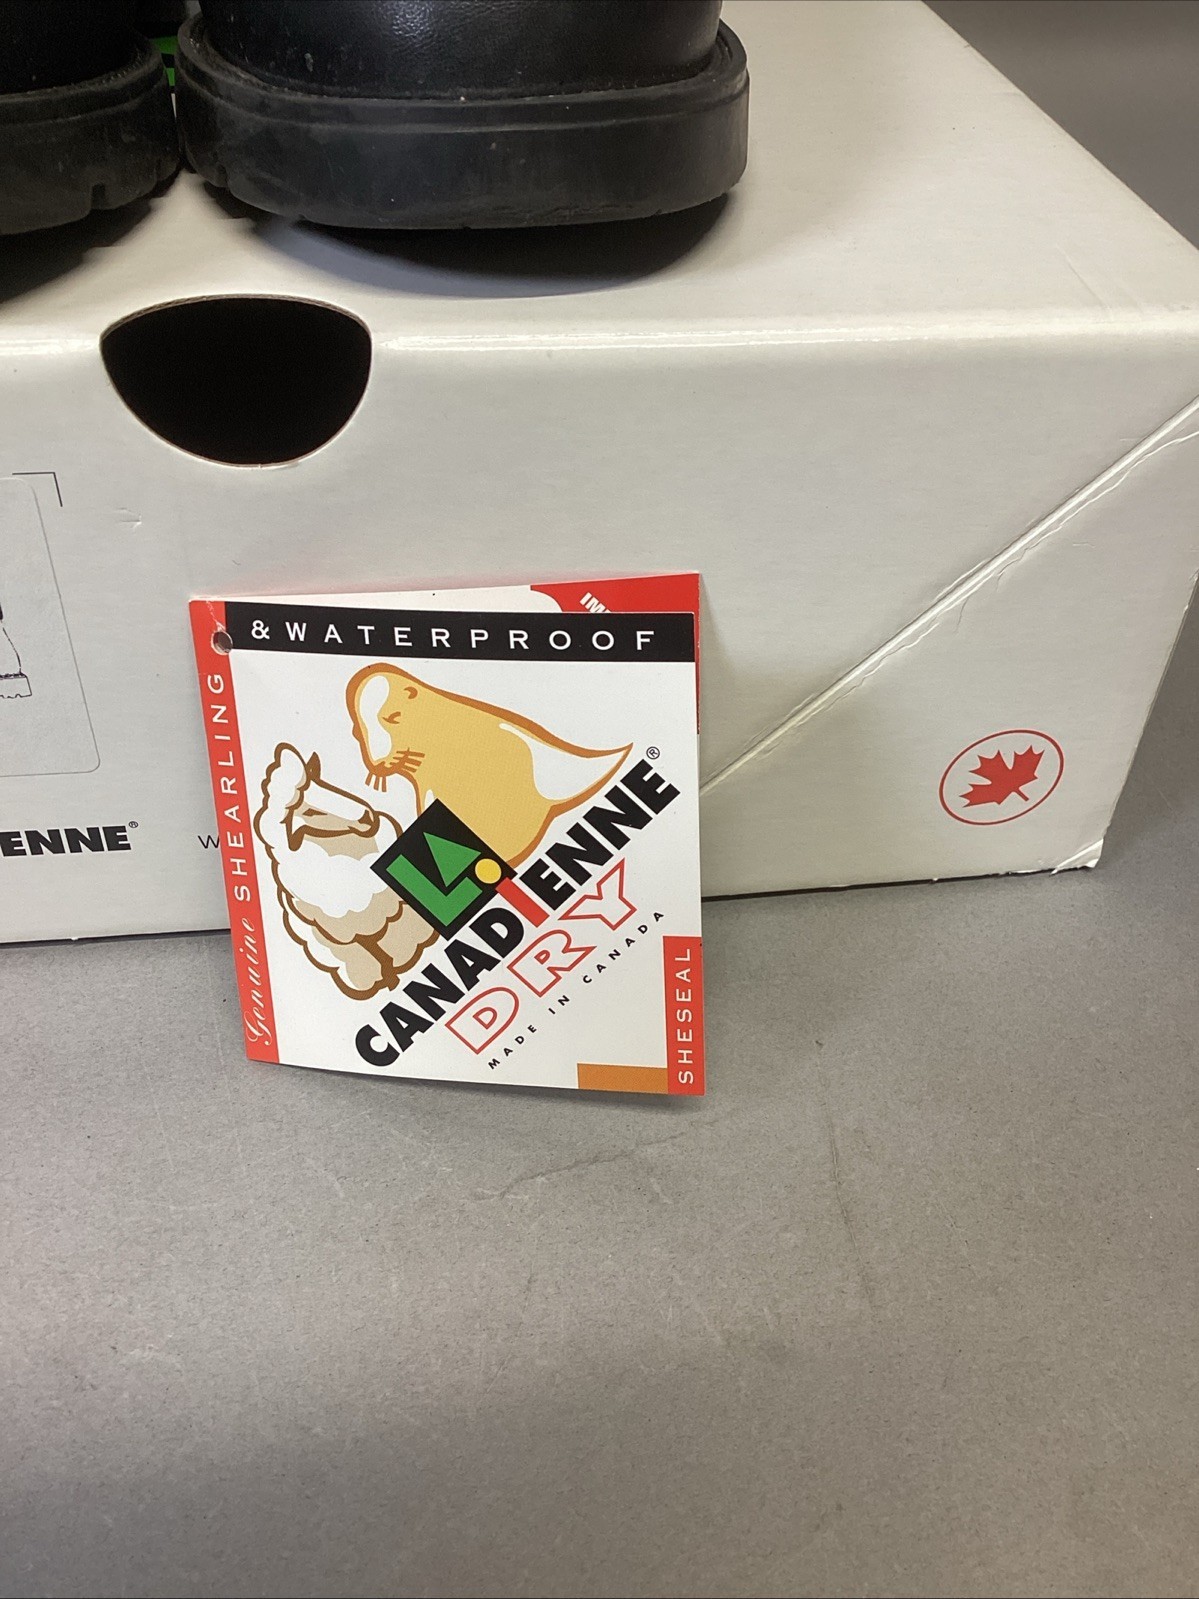 & WATERPROOF
Genuine SHEARLING
LA
CANADIENNE®
DRY
MADE IN CANADA
SHESEAL
ENNE®